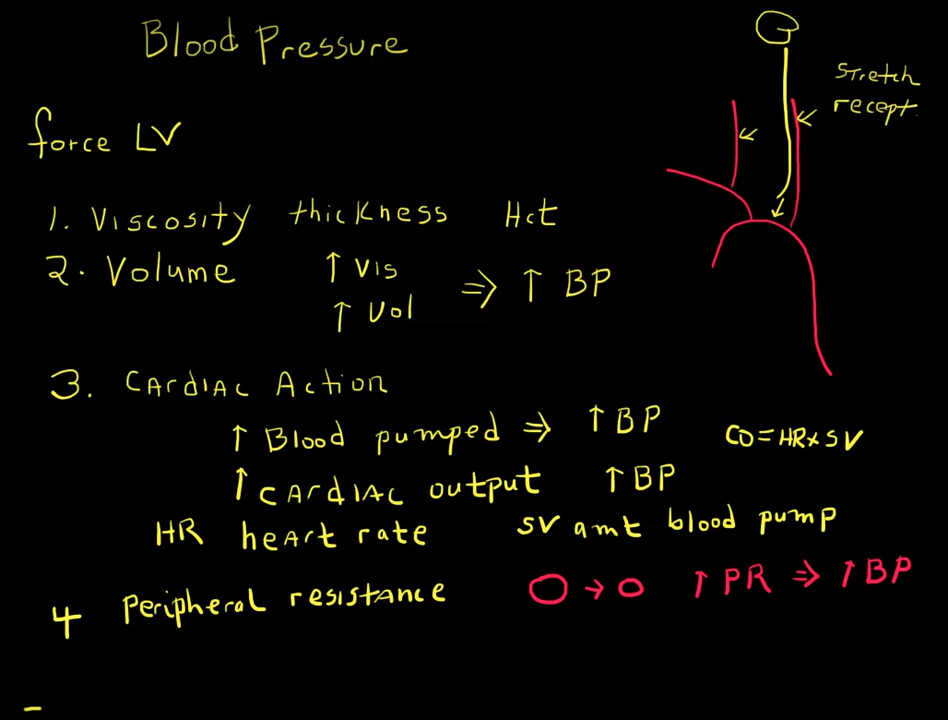 Blood Pressure
stretch
recept.
force LV
1. Viscosity thickness Hct
2. Volume ↑ Vis
↑ Vol ⇒ ↑ BP
3. Cardiac Action
↑ Blood pumped ⇒ ↑ BP
CO = HR x SV
↑ cardiac output ↑ BP
HR heart rate SV amt blood pump
4 Peripheral resistance O → o ↑ PR ⇒ ↑ BP